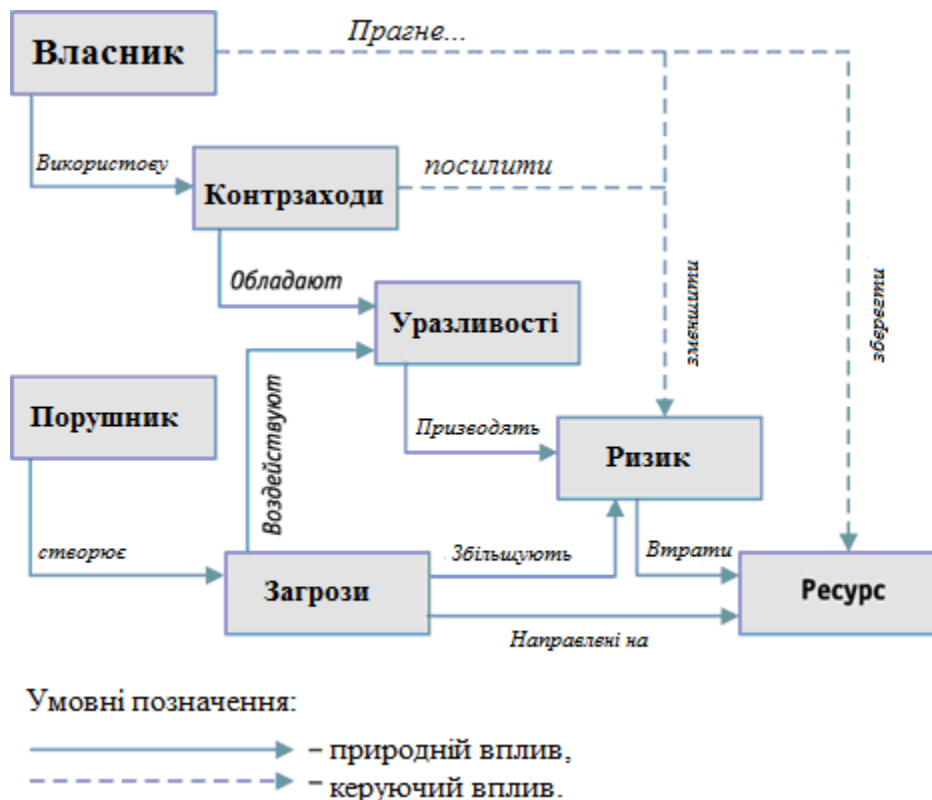 Прагне...
Власник
Використову
посилити
Контрзаходи
Обладают
зменшити
зберегти
Уразливості
Воздействуют
Порушник
Призводять
Ризик
створює
Збільщують
Втрати
Загрози
Ресурс
Направлені на
Умовні позначення:
– природній вплив,
– керуючий вплив.